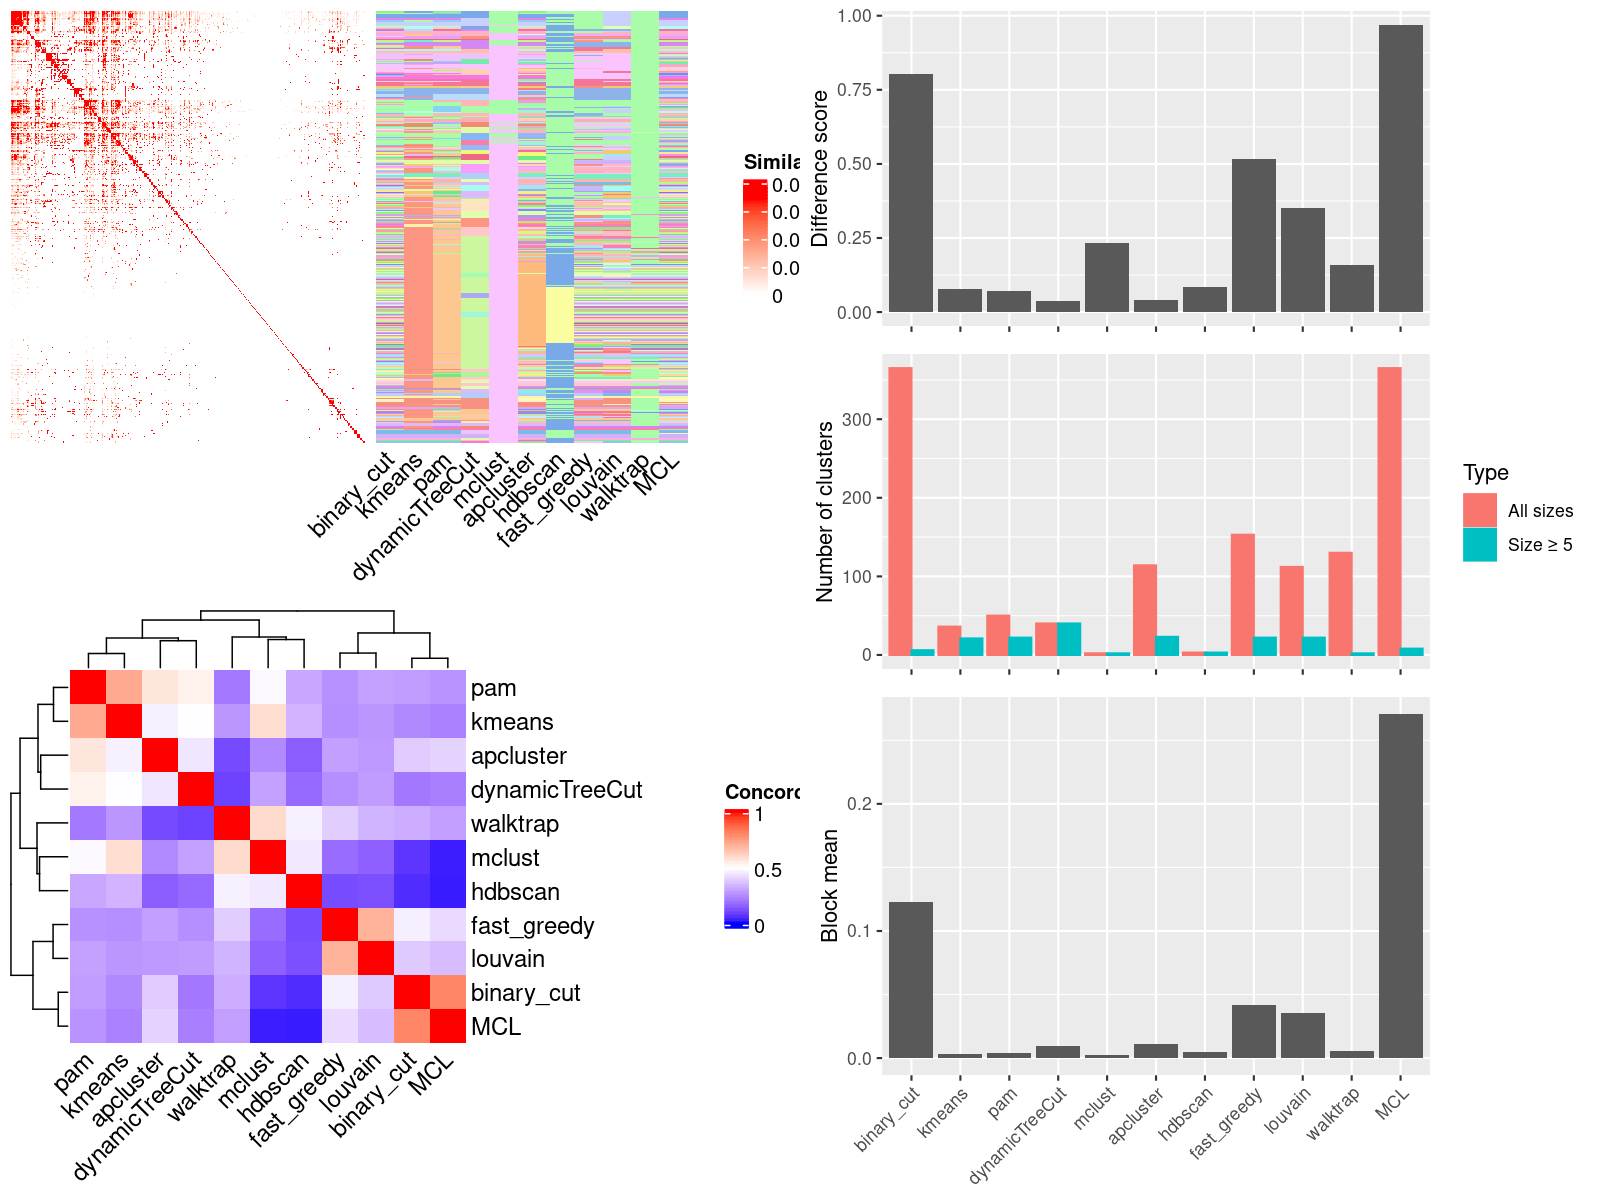 Simila
0.0
0.0
0.0
0.0
0
binary_cut
kmeans
pam
dynamicTreeCut
mclust
apcluster
hdbscan
fast_greedy
louvain
walktrap
MCL
pam
kmeans
apcluster
dynamicTreeCut
walktrap
mclust
hdbscan
fast_greedy
louvain
binary_cut
MCL
Concord
1
0.5
0
pam
kmeans
apcluster
dynamicTreeCut
walktrap
mclust
hdbscan
fast_greedy
louvain
binary_cut
MCL
Difference score
1.00
0.75
0.50
0.25
0.00
Number of clusters
300
200
100
0
Type
All sizes
Size ≥ 5
Block mean
0.2
0.1
0.0
binary_cut
kmeans
pam
dynamicTreeCut
mclust
apcluster
hdbscan
fast_greedy
louvain
walktrap
MCL